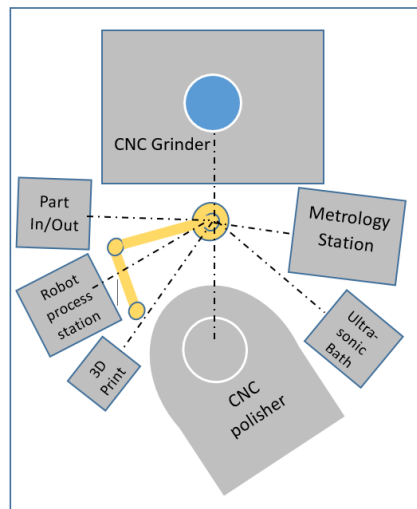 CNC Grinder
Part
In/Out
Metrology
Station
Robot
process
station
3D
Print
Ultra-
sonic
Bath
CNC
polisher